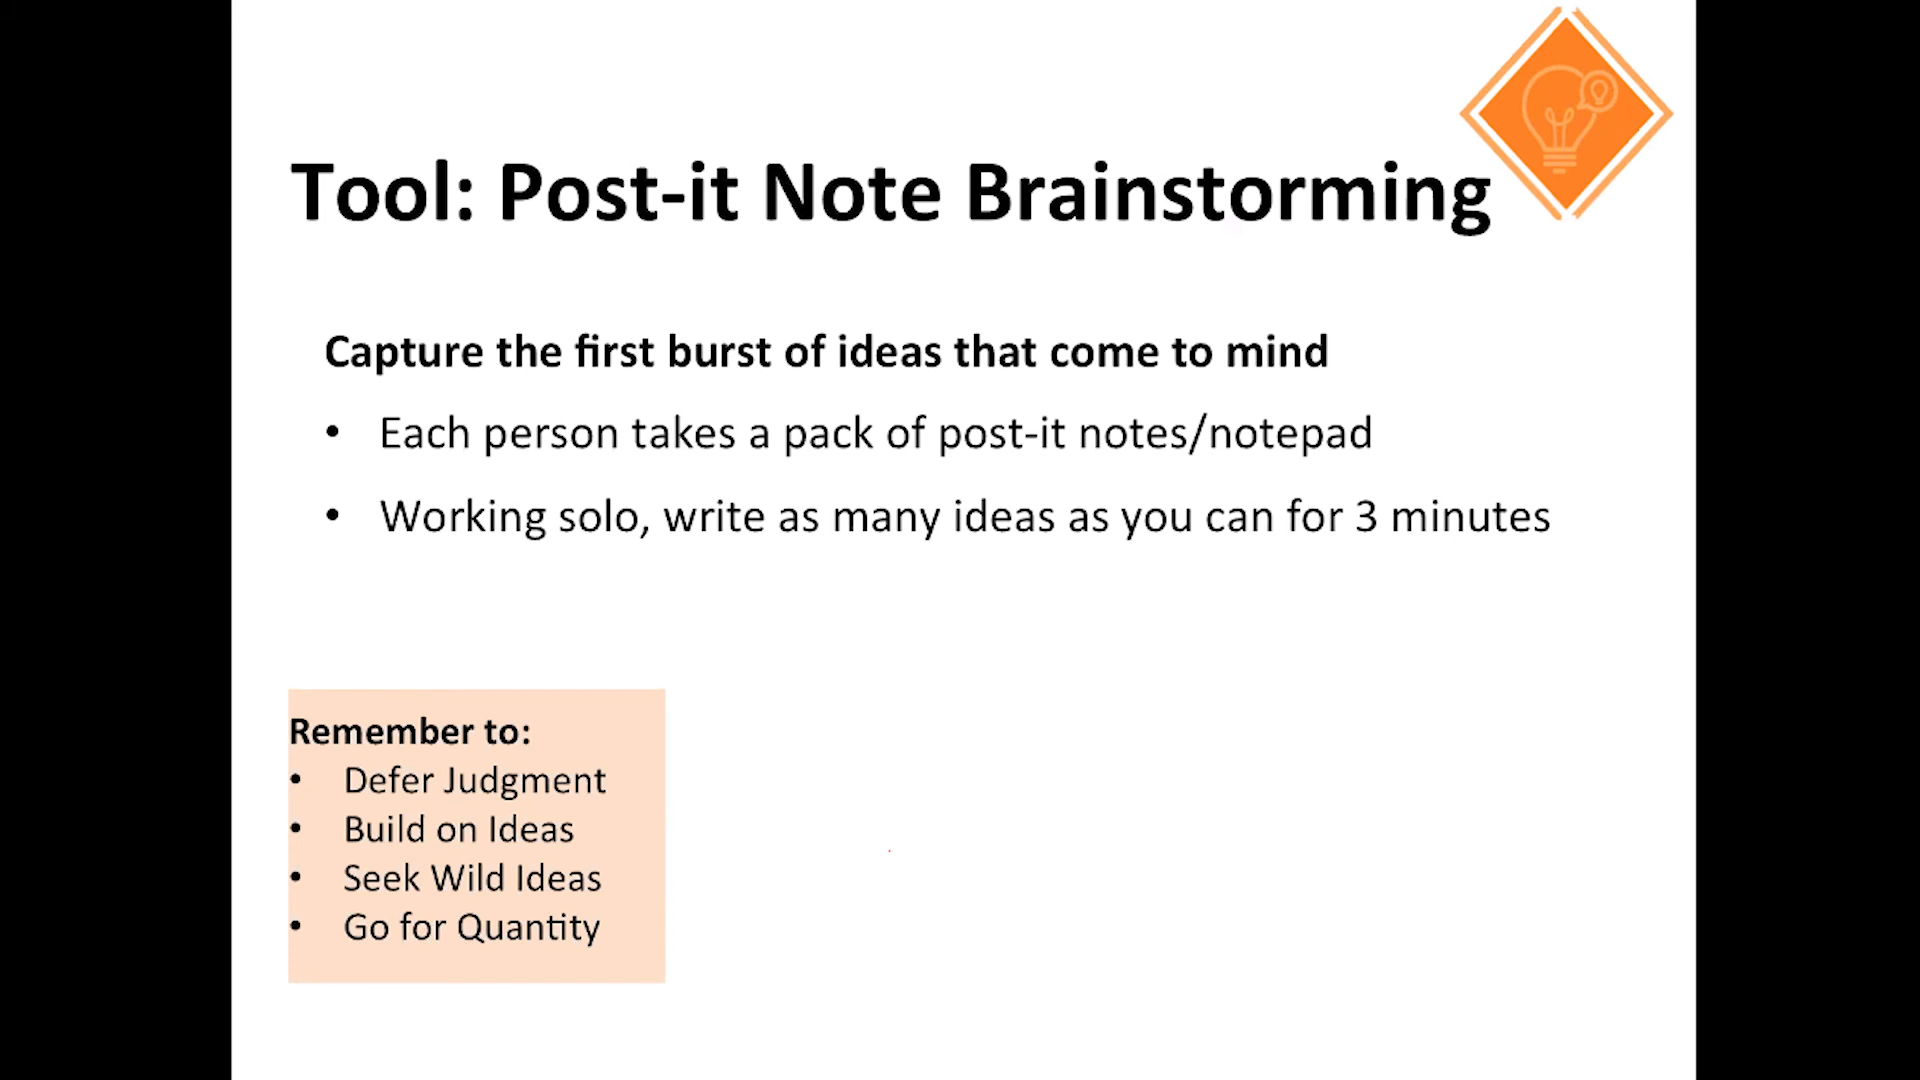 Tool: Post-it Note Brainstorming
Capture the first burst of ideas that come to mind
• Each person takes a pack of post-it notes/notepad
• Working solo, write as many ideas as you can for 3 minutes
Remember to:
• Defer Judgment
• Build on Ideas
• Seek Wild Ideas
• Go for Quantity